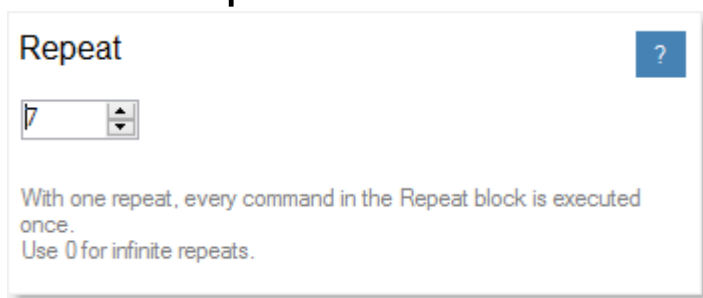 Repeat
?
7
With one repeat, every command in the Repeat block is executed
once.
Use 0 for infinite repeats.